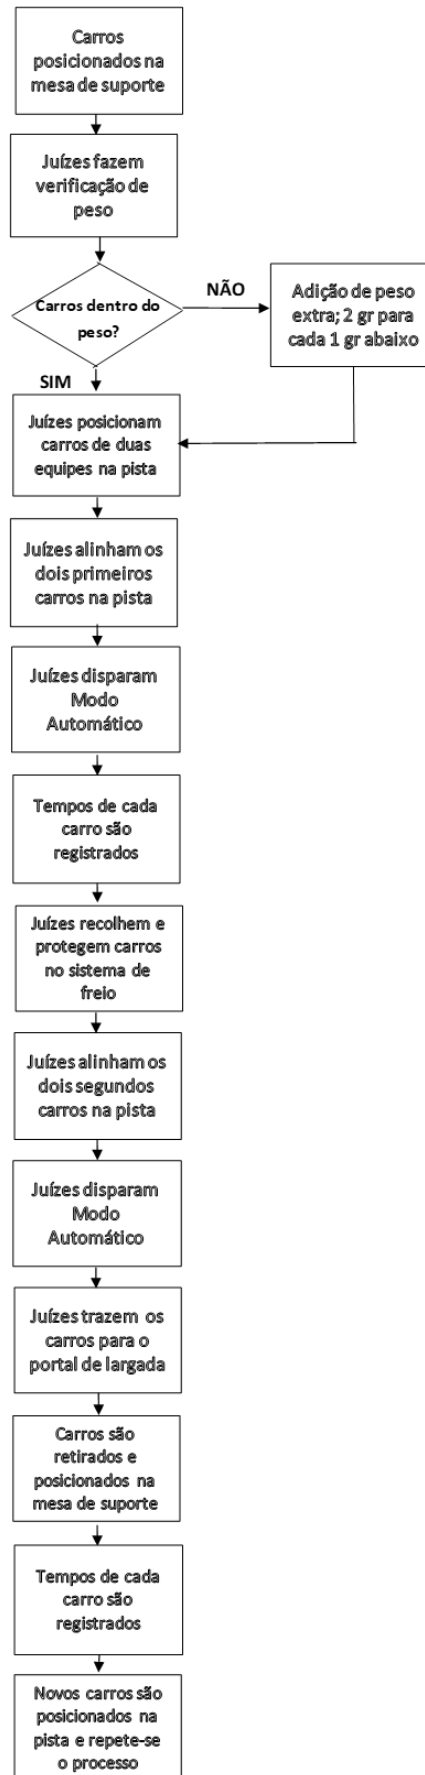 Carros
posicionados na
mesa de suporte
Juízes fazem
verificação de
peso
Carros dentro do
peso?
NÃO
Adição de peso
extra; 2 gr para
cada 1 gr abaixo
SIM
Juízes posicionam
carros de duas
equipes na pista
Juízes alinham os
dois primeiros
carros na pista
Juízes disparam
Modo
Automático
Tempos de cada
carro são
registrados
Juízes recolhem e
protegem carros
no sistema de
freio
Juízes alinham os
dois segundos
carros na pista
Juízes disparam
Modo
Automático
Juízes trazem os
carros para o
portal de largada
Carros são
retirados e
posicionados na
mesa de suporte
Tempos de cada
carro são
registrados
Novos carros são
posicionados na
pista e repete-se
o processo